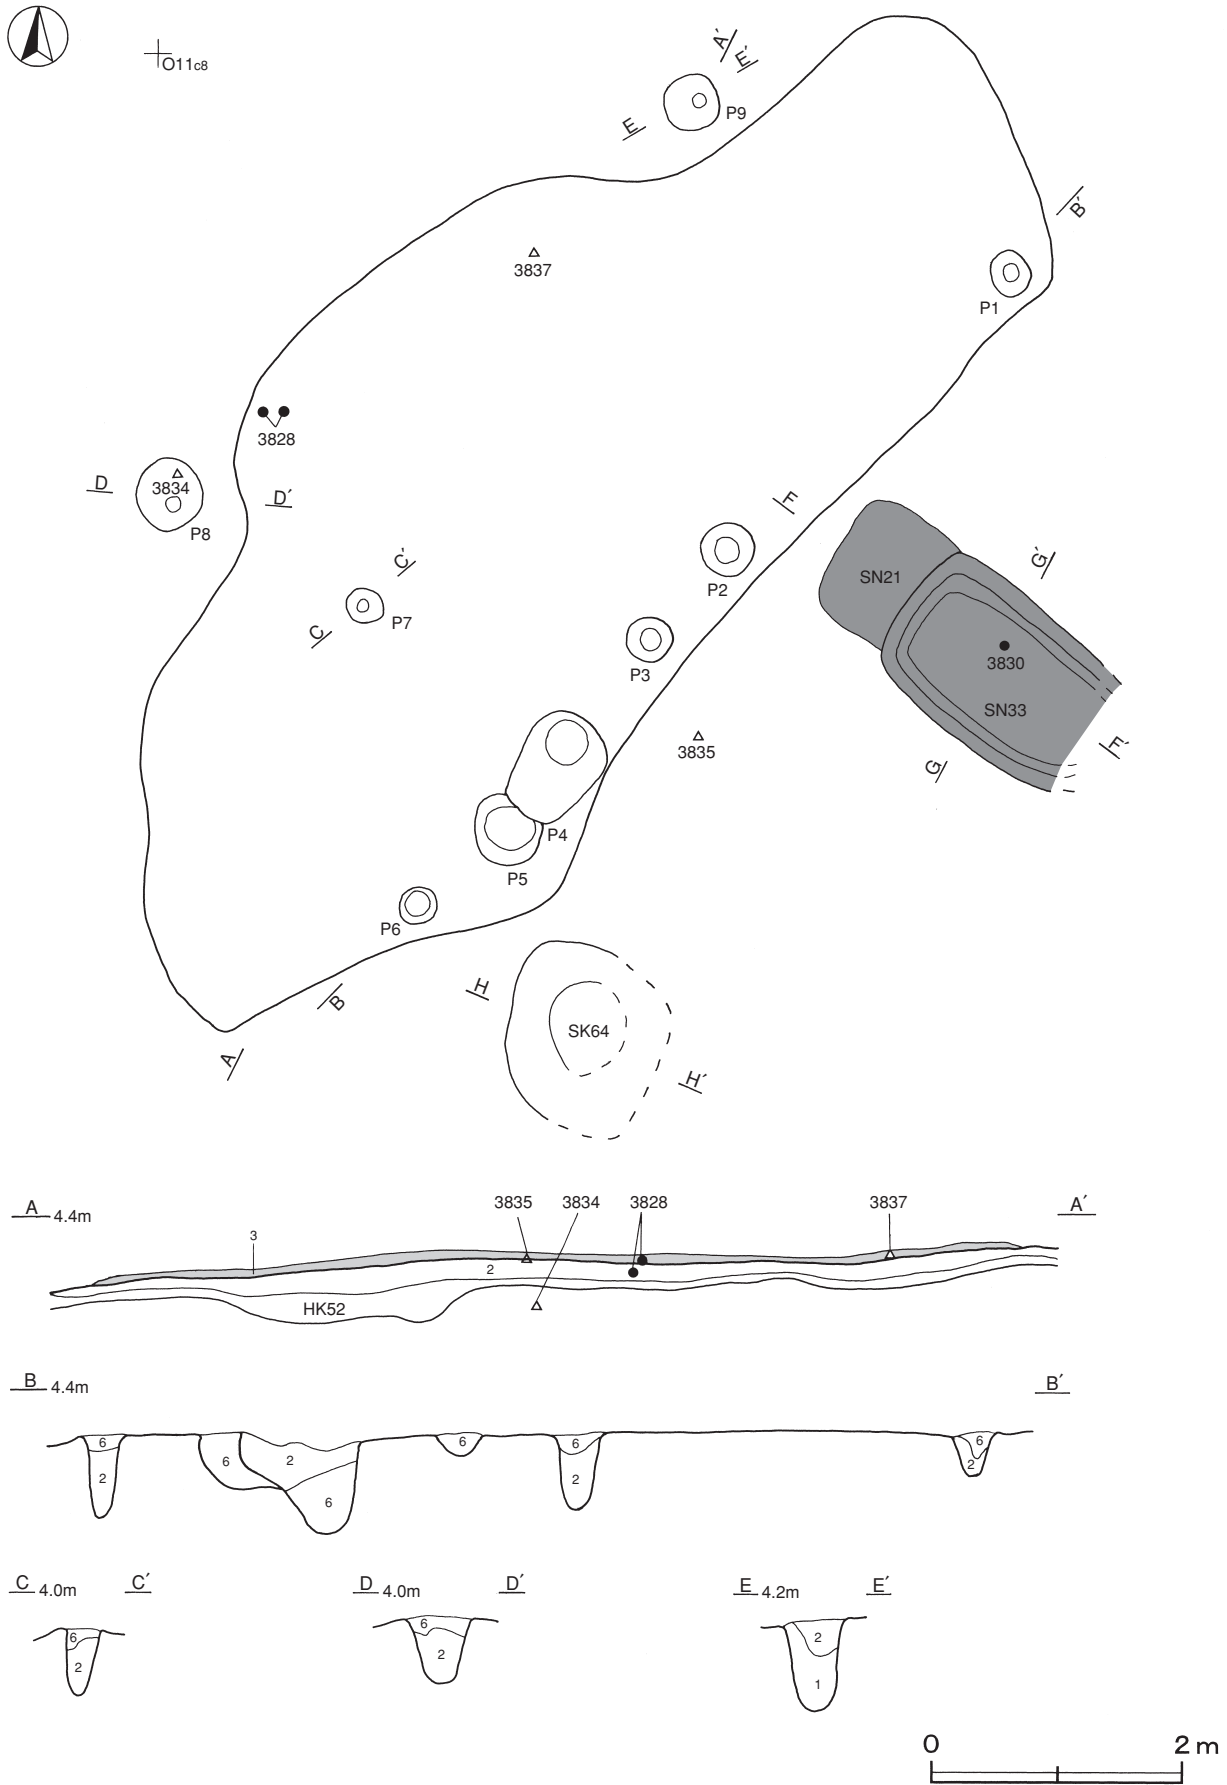 O11c8
A´
E´
E
P9
B´
3837
P1
3828
D
3834
D´
P8
F
C´
P2
SN21
G´
C
P7
P3
3830
SN33
3835
F´
G
P4
P5
P6
B
H
SK64
A
H´
3835 3834 3828 3837
A 4.4m A´
3
2
HK52
B 4.4m B´
6 6 2 6 6 6
2 2 2
6
C 4.0m C´ D 4.0m D´ E 4.2m E´
6 6 2
2 2 1
0 2 m